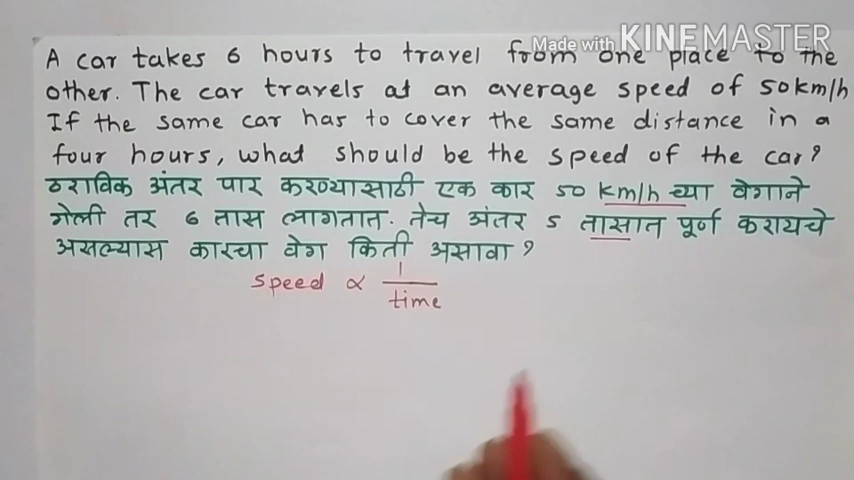 Made with KINEMASTER
A car takes 6 hours to travel from one place to the
other. The car travels at an average speed of 50km/h
If the same car has to cover the same distance in a
four hours, what should be the speed of the car?
ठराविक अंतर पार करण्यासाठी एक कार 50 km/h च्या वेगाने
गेली तर 6 तास लागतात. तेच अंतर 5 तासात पूर्ण करायचे
असल्यास कारचा वेग किती असावा ?
speed ∝ 1/time